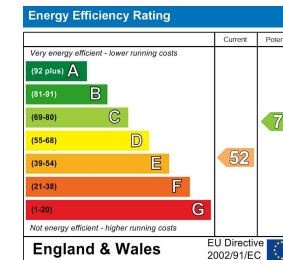 Energy Efficiency Rating
Current
Very energy efficient - lower running costs
(92 plus) A
(81-91) B
(69-80) C
7
(55-68) D
(39-54) E
52
(21-38) F
(1-20) G
Not energy efficient - higher running costs
England & Wales
EU Directive
2002/91/EC